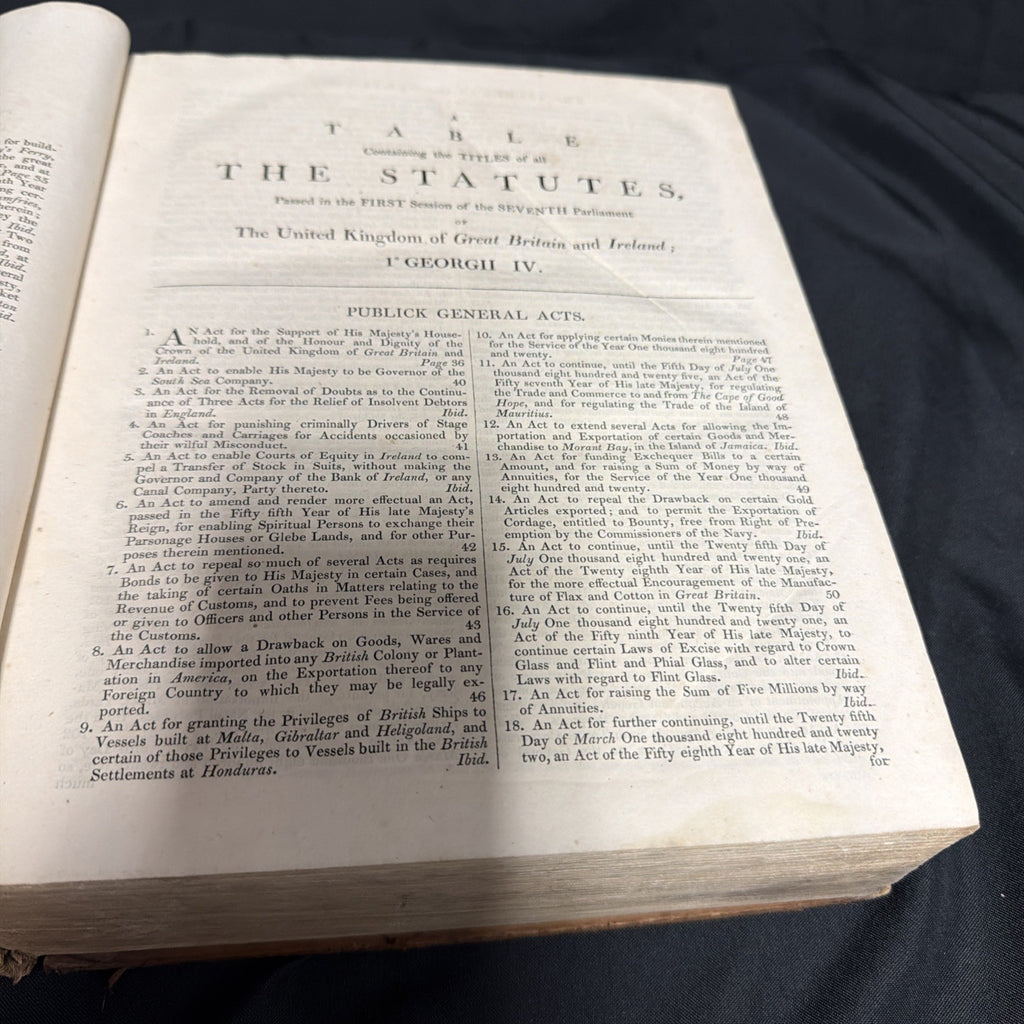 for build-
's Ferry,
the great
r, and at
Page 55
th Year
ng cer-
umfries,
herein;
ey the
Ibid.
Two
from
d, at
Ibid.
eral
sty,
ket
ton
id.
A
TABLE
Containing the TITLES of all
THE STATUTES,
Passed in the FIRST Session of the SEVENTH Parliament
OF
The United Kingdom of Great Britain and Ireland;
1° GEORGII IV.
PUBLICK GENERAL ACTS.
1. AN Act for the Support of His Majesty's House-
hold, and of the Honour and Dignity of the
Crown of the United Kingdom of Great Britain and
Ireland. Page 36
2. An Act to enable His Majesty to be Governor of the
South Sea Company. 40
3. An Act for the Removal of Doubts as to the Continu-
ance of Three Acts for the Relief of Insolvent Debtors
in England. Ibid.
4. An Act for punishing criminally Drivers of Stage
Coaches and Carriages for Accidents occasioned by
their wilful Misconduct. 41
5. An Act to enable Courts of Equity in Ireland to com-
pel a Transfer of Stock in Suits, without making the
Governor and Company of the Bank of Ireland, or any
Canal Company, Party thereto. Ibid.
6. An Act to amend and render more effectual an Act,
passed in the Fifty fifth Year of His late Majesty's
Reign, for enabling Spiritual Persons to exchange their
Parsonage Houses or Glebe Lands, and for other Pur-
poses therein mentioned. 42
7. An Act to repeal so much of several Acts as requires
Bonds to be given to His Majesty in certain Cases, and
the taking of certain Oaths in Matters relating to the
Revenue of Customs, and to prevent Fees being offered
or given to Officers and other Persons in the Service of
the Customs. 43
8. An Act to allow a Drawback on Goods, Wares and
Merchandise imported into any British Colony or Plant-
ation in America, on the Exportation thereof to any
Foreign Country to which they may be legally ex-
ported. 46
9. An Act for granting the Privileges of British Ships to
Vessels built at Malta, Gibraltar and Heligoland, and
certain of those Privileges to Vessels built in the British
Settlements at Honduras. Ibid.
10. An Act for applying certain Monies therein mentioned
for the Service of the Year One thousand eight hundred
and twenty. Page 47
11. An Act to continue, until the Fifth Day of July One
thousand eight hundred and twenty five, an Act of the
Fifty seventh Year of His late Majesty, for regulating
the Trade and Commerce to and from The Cape of Good
Hope, and for regulating the Trade of the Island of
Mauritius. 48
12. An Act to extend several Acts for allowing the Im-
portation and Exportation of certain Goods and Mer-
chandise to Morant Bay, in the Island of Jamaica. Ibid.
13. An Act for funding Exchequer Bills to a certain
Amount, and for raising a Sum of Money by way of
Annuities, for the Service of the Year One thousand
eight hundred and twenty. 49
14. An Act to repeal the Drawback on certain Gold
Articles exported; and to permit the Exportation of
Cordage, entitled to Bounty, free from Right of Pre-
emption by the Commissioners of the Navy. Ibid.
15. An Act to continue, until the Twenty fifth Day of
July One thousand eight hundred and twenty one, an
Act of the Twenty eighth Year of His late Majesty,
for the more effectual Encouragement of the Manufac-
ture of Flax and Cotton in Great Britain. 50
16. An Act to continue, until the Twenty fifth Day of
July One thousand eight hundred and twenty one, an
Act of the Fifty ninth Year of His late Majesty, to
continue certain Laws of Excise with regard to Crown
Glass and Flint and Phial Glass, and to alter certain
Laws with regard to Flint Glass. Ibid.
17. An Act for raising the Sum of Five Millions by way
of Annuities. Ibid.
18. An Act for further continuing, until the Twenty fifth
Day of March One thousand eight hundred and twenty
two, an Act of the Fifty eighth Year of His late Majesty,
for